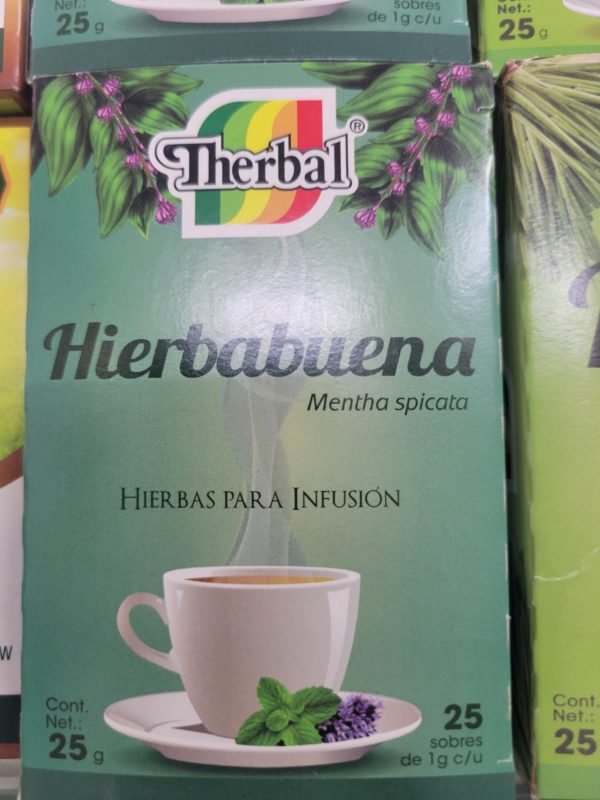 Net.:
25 g
sobres
de 1g c/u
Net.:
25 g
Therbal®
Hierbabuena
Mentha spicata
Hierbas para Infusión
Cont.
Net.:
25 g
25
sobres
de 1g c/u
W
Cont.
Net.:
25